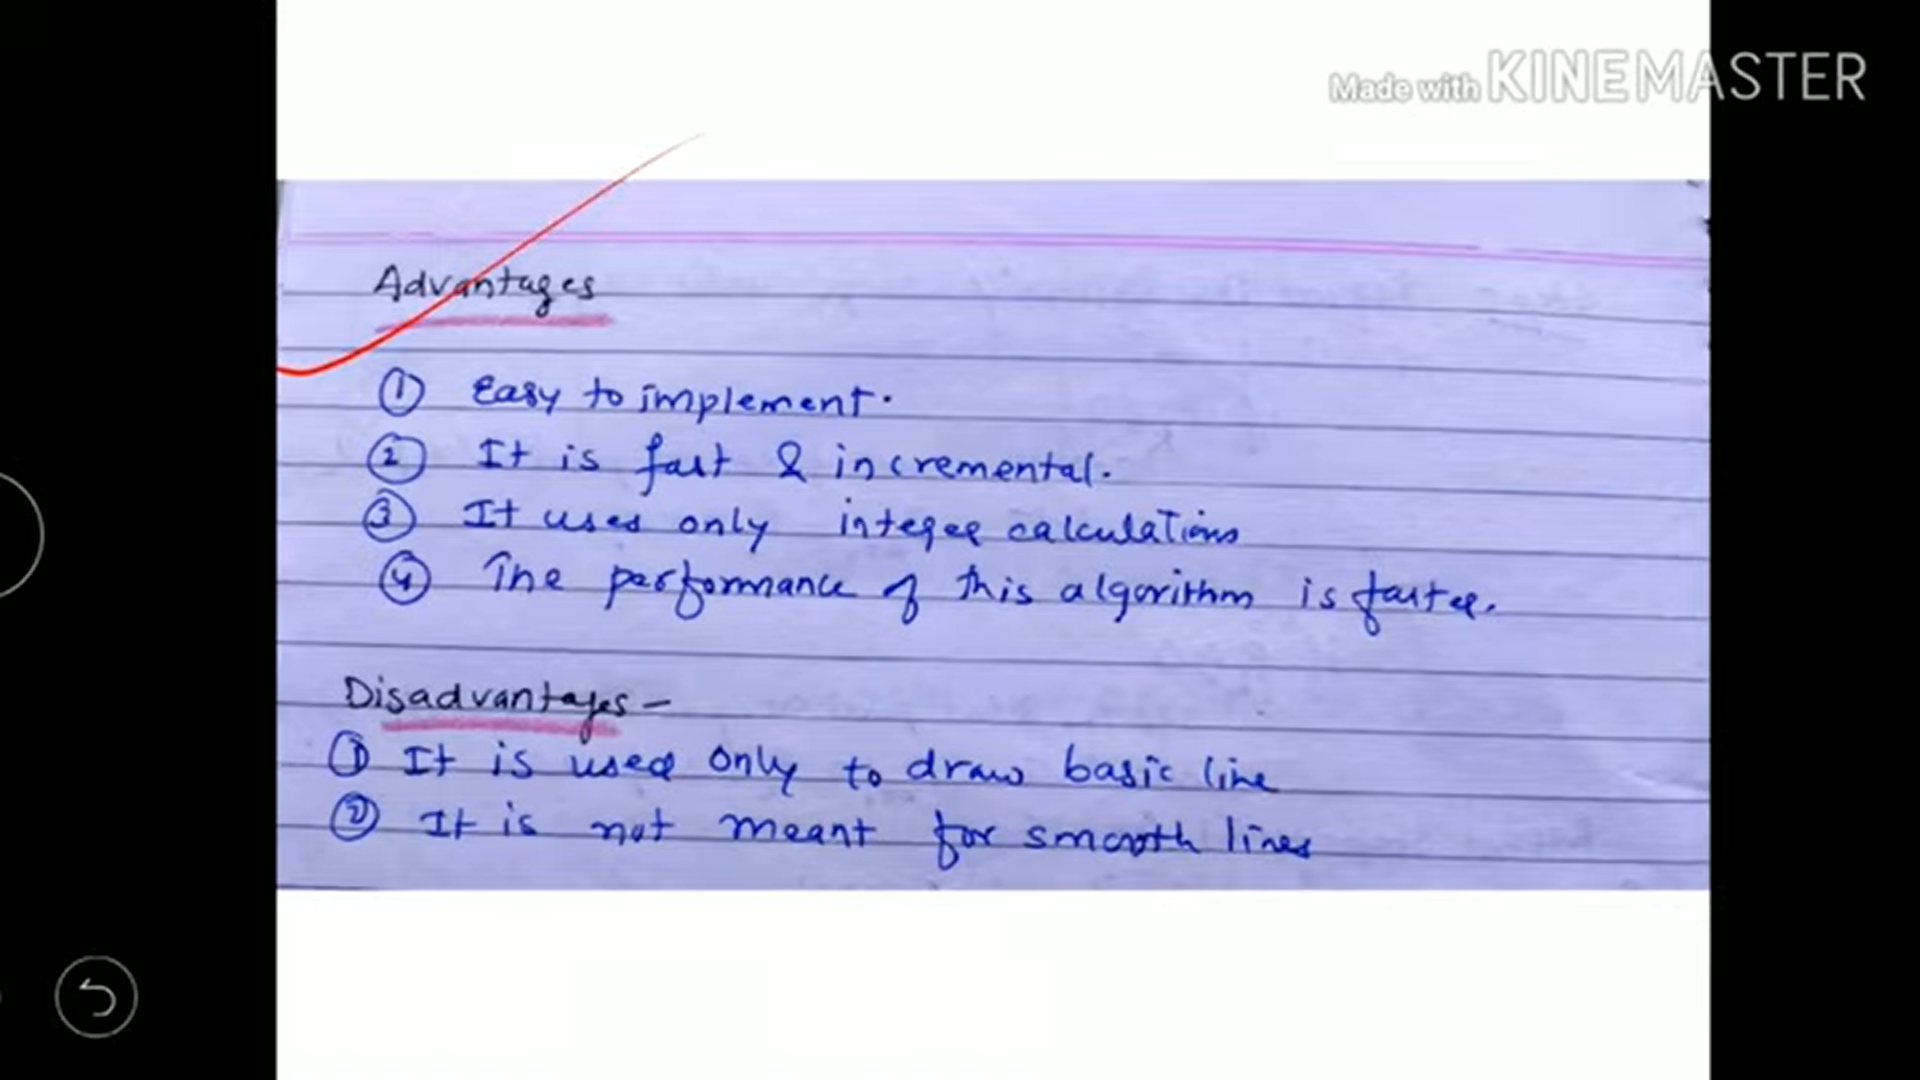 Made with KINEMASTER
Advantages
① Easy to implement.
② It is fast & incremental.
③ It uses only integer calculations
④ The performance of this algorithm is faster.
Disadvantages -
① It is used only to draw basic line
② It is not meant for smooth lines